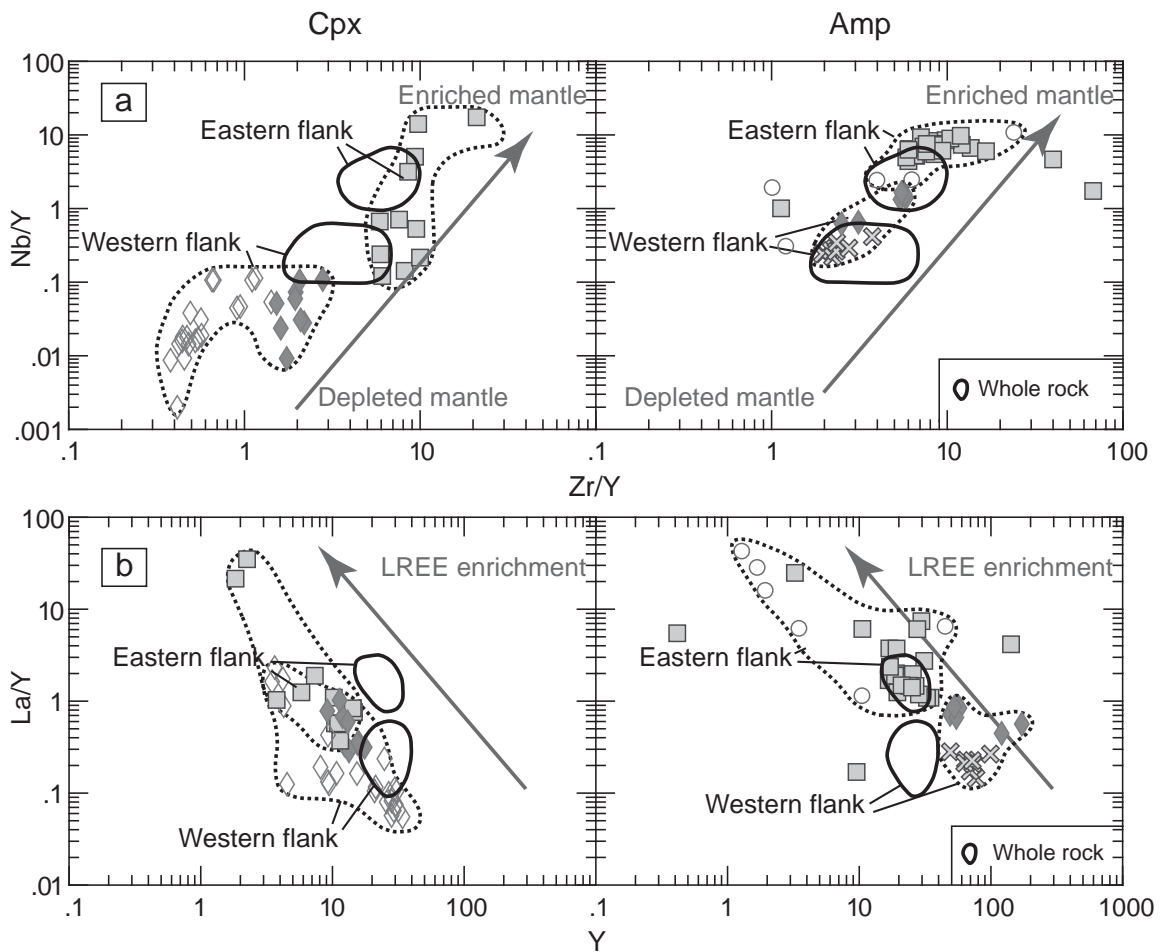 Cpx
Amp
100
10
1
0.1
.01
.001
Nb/Y
a
Enriched mantle
Eastern flank
Western flank
Depleted mantle
Enriched mantle
Eastern flank
Western flank
Depleted mantle
Whole rock
.1
1
10
.1
1
10
100
Zr/Y
100
10
1
0.1
.01
La/Y
b
LREE enrichment
Eastern flank
Western flank
LREE enrichment
Eastern flank
Western flank
Whole rock
.1
1
10
100
.1
1
10
100
1000
Y